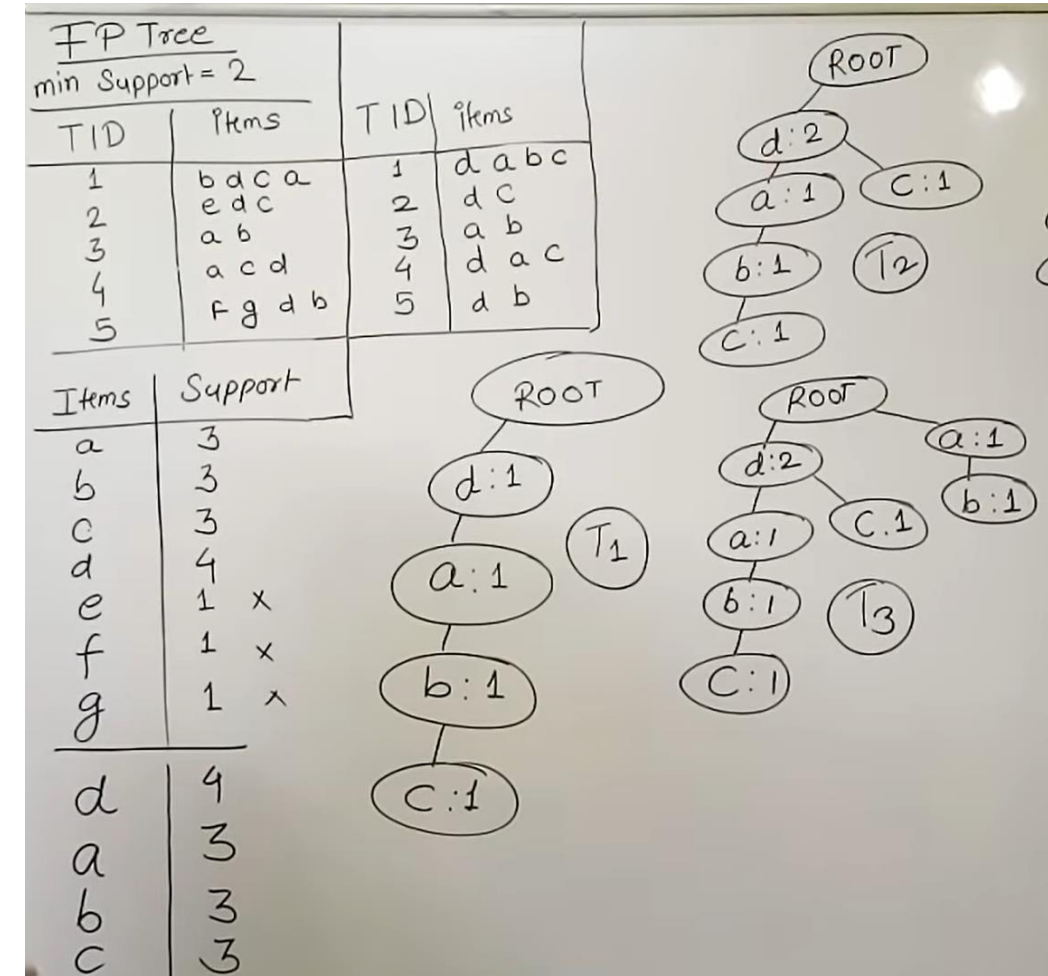 FP Tree
min Support = 2
TID items TID items
1 b d c a 1 d a b c
2 e d c 2 d c
3 a b 3 a b
4 a c d 4 d a c
5 f g d b 5 d b
Items Support
a 3
b 3
c 3
d 4
e 1 x
f 1 x
g 1 x
d 4
a 3
b 3
c 3
ROOT
d:1
a:1
b:1
c:1
T1
ROOT
d:2
a:1 c:1
b:1 T2
c:1
ROOT
d:2 a:1
a:1 c.1 b:1
b:1 T3
c:1